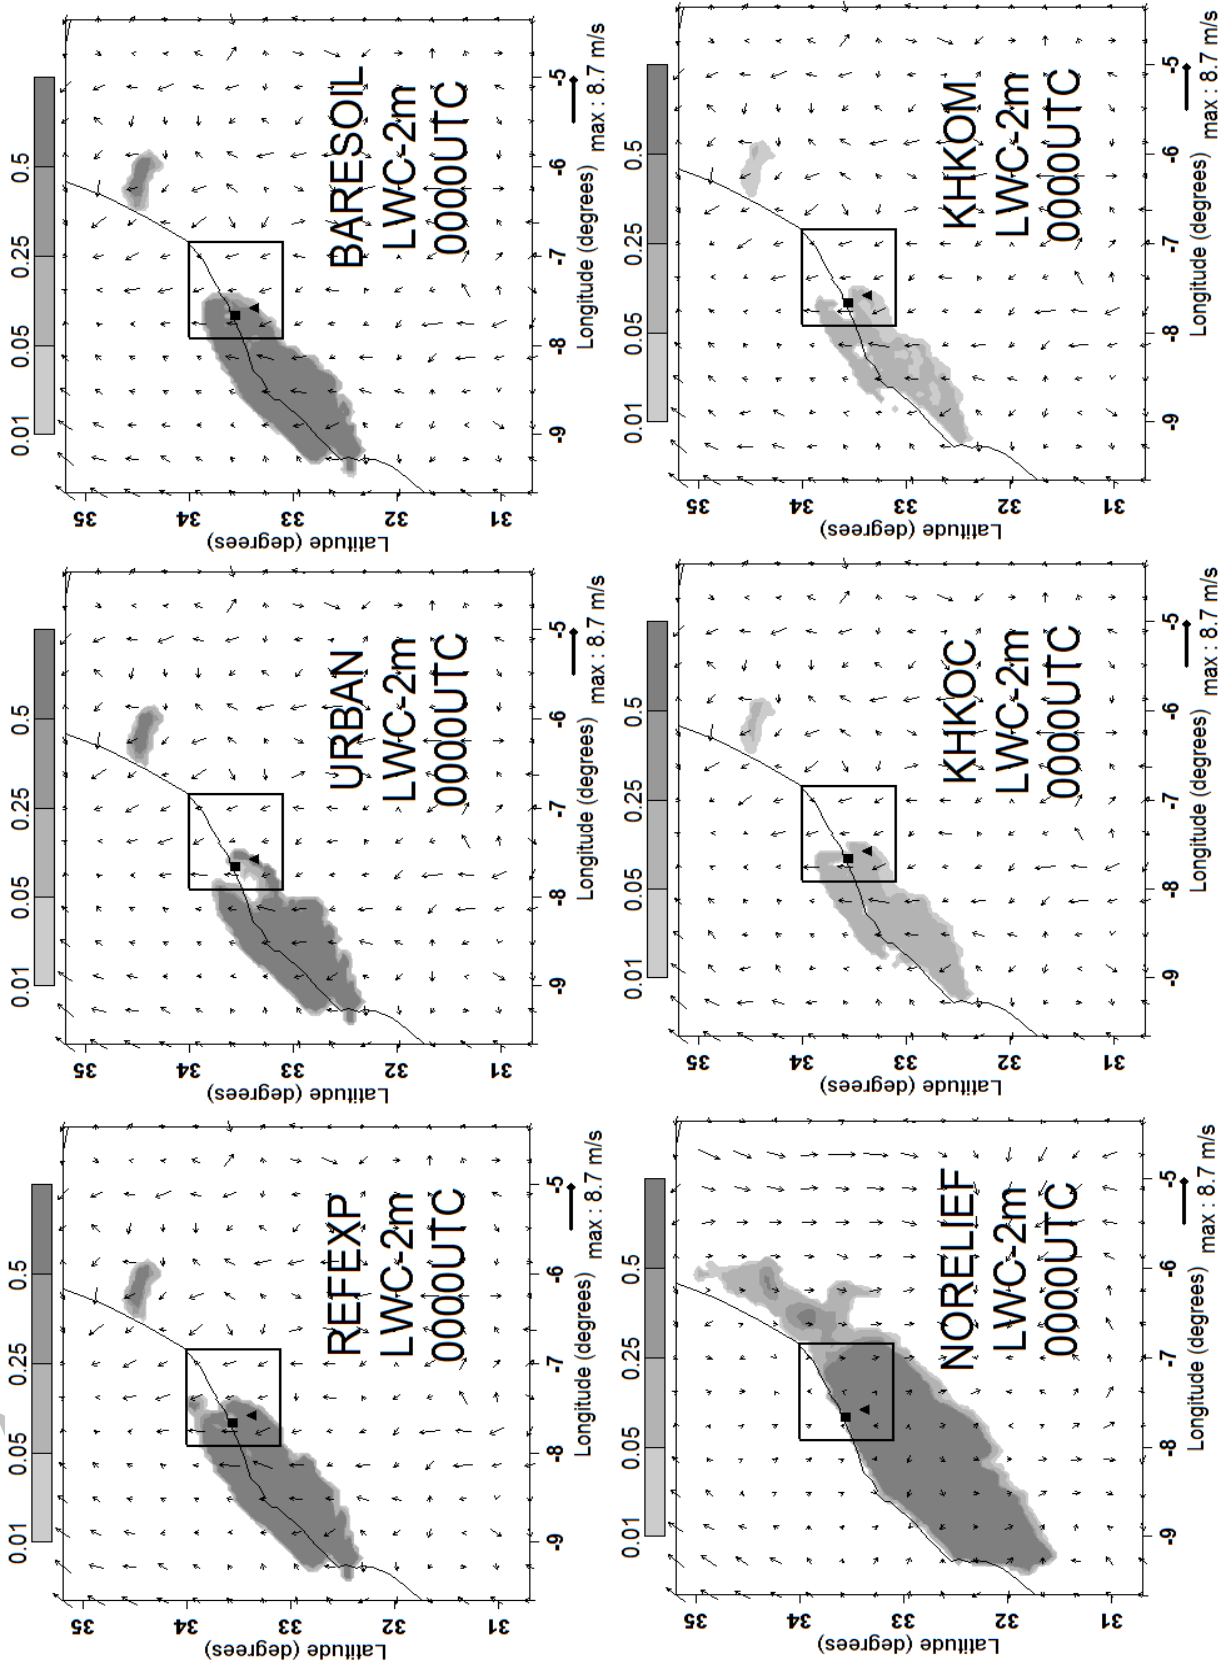 0.01 0.05 0.25 0.5
35
34
33
32
31
Latitude (degrees)
REFEXP
LWC-2m
0000UTC
-9 -8 -7 -6 -5
Longitude (degrees)
max : 8.7 m/s
0.01 0.05 0.25 0.5
35
34
33
32
31
Latitude (degrees)
URBAN
LWC-2m
0000UTC
-9 -8 -7 -6 -5
Longitude (degrees)
max : 8.7 m/s
0.01 0.05 0.25 0.5
35
34
33
32
31
Latitude (degrees)
BARESOIL
LWC-2m
0000UTC
-9 -8 -7 -6 -5
Longitude (degrees)
max : 8.7 m/s
0.01 0.05 0.25 0.5
35
34
33
32
31
Latitude (degrees)
NORELIEF
LWC-2m
0000UTC
-9 -8 -7 -6 -5
Longitude (degrees)
max : 8.7 m/s
0.01 0.05 0.25 0.5
35
34
33
32
31
Latitude (degrees)
KHKOC
LWC-2m
0000UTC
-9 -8 -7 -6 -5
Longitude (degrees)
max : 8.7 m/s
0.01 0.05 0.25 0.5
35
34
33
32
31
Latitude (degrees)
KHKOM
LWC-2m
0000UTC
-9 -8 -7 -6 -5
Longitude (degrees)
max : 8.7 m/s